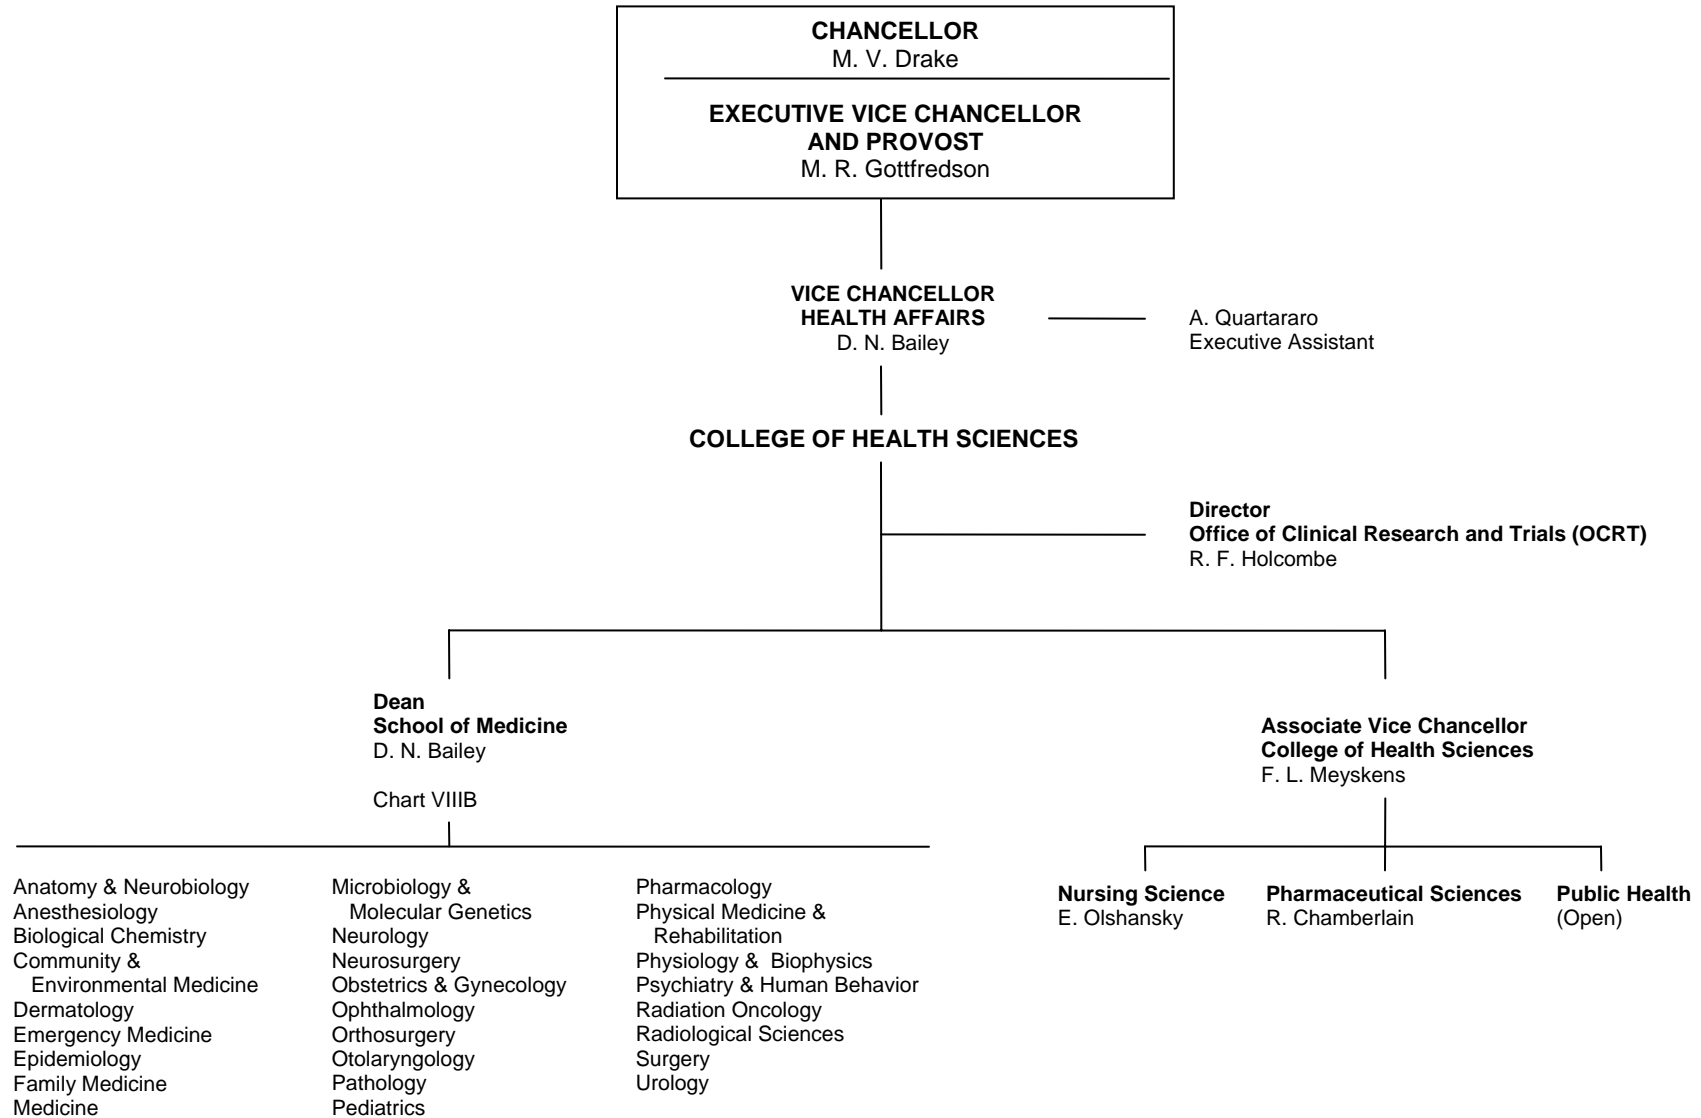 CHANCELLOR
M. V. Drake
EXECUTIVE VICE CHANCELLOR
AND PROVOST
M. R. Gottfredson
VICE CHANCELLOR
HEALTH AFFAIRS
D. N. Bailey
A. Quartararo
Executive Assistant
COLLEGE OF HEALTH SCIENCES
Director
Office of Clinical Research and Trials (OCRT)
R. F. Holcombe
Dean
School of Medicine
D. N. Bailey
Chart VIIIB
Associate Vice Chancellor
College of Health Sciences
F. L. Meyskens
Anatomy & Neurobiology
Anesthesiology
Biological Chemistry
Community &
Environmental Medicine
Dermatology
Emergency Medicine
Epidemiology
Family Medicine
Medicine
Microbiology &
Molecular Genetics
Neurology
Neurosurgery
Obstetrics & Gynecology
Ophthalmology
Orthosurgery
Otolaryngology
Pathology
Pediatrics
Pharmacology
Physical Medicine &
Rehabilitation
Physiology & Biophysics
Psychiatry & Human Behavior
Radiation Oncology
Radiological Sciences
Surgery
Urology
Nursing Science
E. Olshansky
Pharmaceutical Sciences
R. Chamberlain
Public Health
(Open)